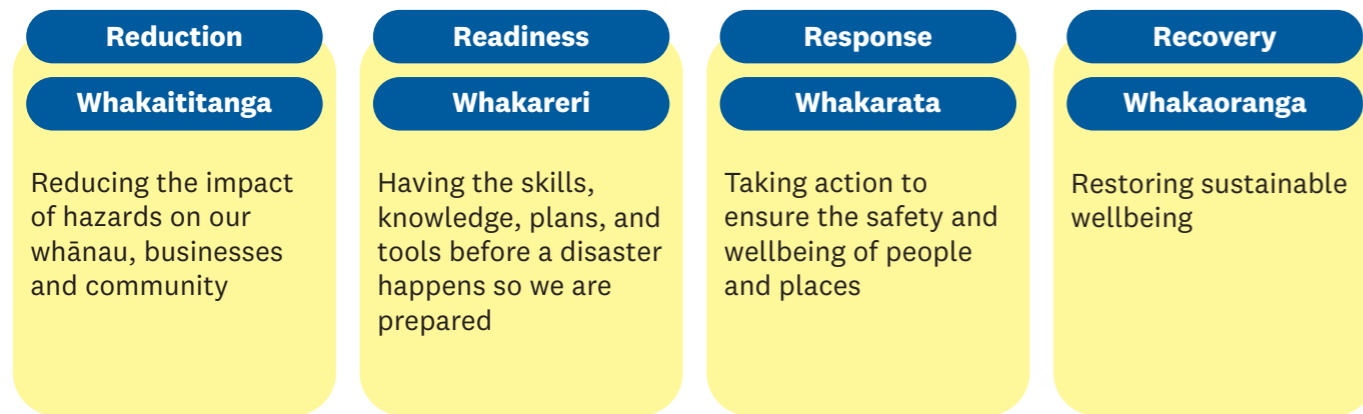 Reduction
Whakaititanga
Reducing the impact
of hazards on our
whānau, businesses
and community
Readiness
Whakareri
Having the skills,
knowledge, plans, and
tools before a disaster
happens so we are
prepared
Response
Whakarata
Taking action to
ensure the safety and
wellbeing of people
and places
Recovery
Whakaoranga
Restoring sustainable
wellbeing